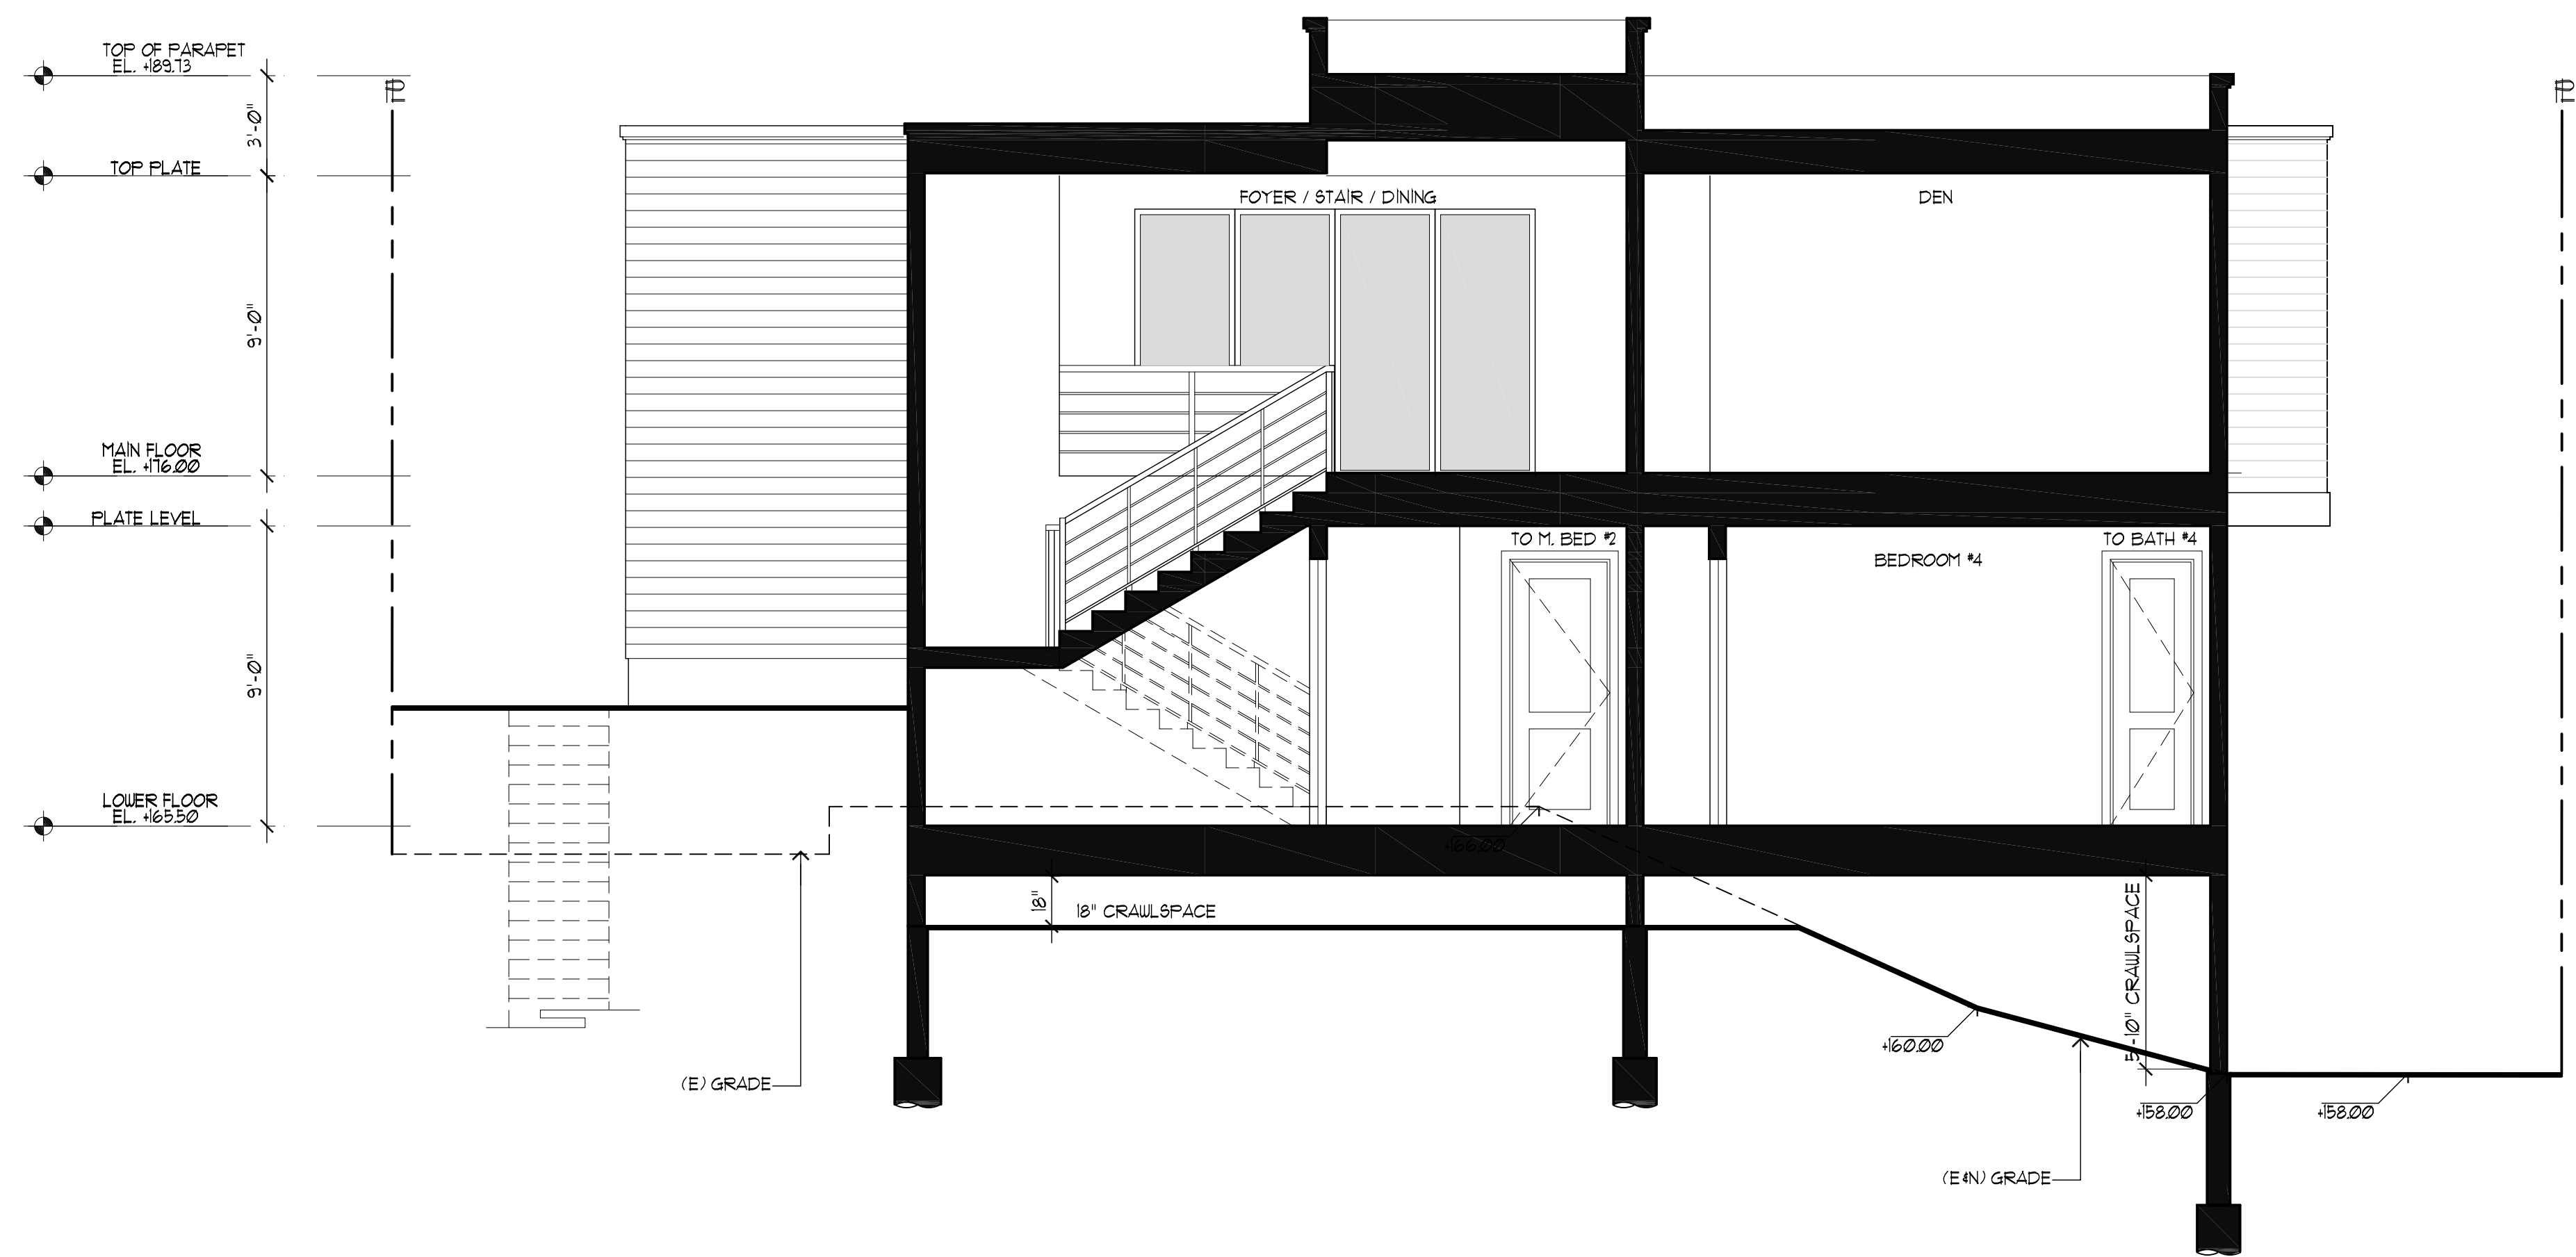 TOP OF PARAPET
EL. +189.73
3'-0"
TOP PLATE
9'-0"
MAIN FLOOR
EL. +176.00
PLATE LEVEL
9'-0"
LOWER FLOOR
EL. +165.50
FOYER / STAIR / DINING
DEN
TO M. BED #2
BEDROOM #4
TO BATH #4
+166.00
18"
18" CRAWLSPACE
5'-10" CRAWLSPACE
(E) GRADE
+160.00
+158.00
+158.00
(E&N) GRADE